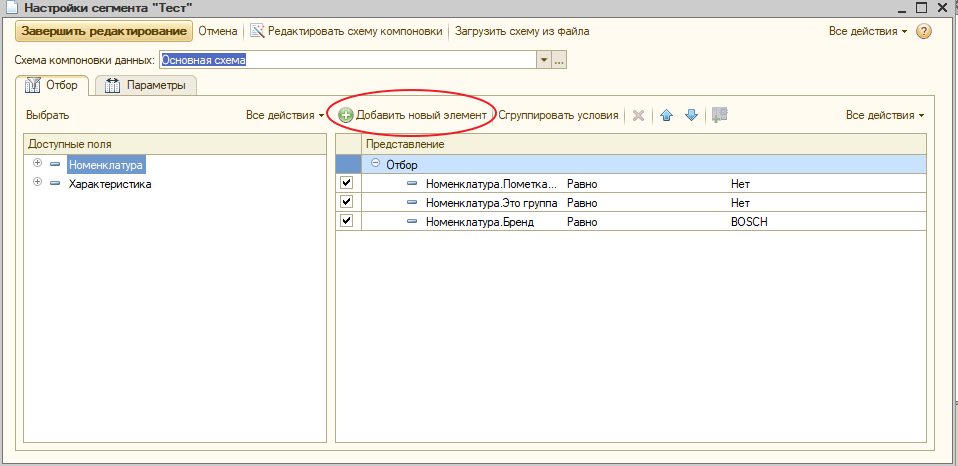 Настройки сегмента "Тест"
Завершить редактирование Отмена Редактировать схему компоновки Загрузить схему из файла Все действия ?
Схема компоновки данных: Основная схема ...
Отбор Параметры
Выбрать Все действия Добавить новый элемент Сгруппировать условия Все действия
Доступные поля Представление
Номенклатура Отбор
Характеристика Номенклатура.Пометка... Равно Нет
Номенклатура.Это группа Равно Нет
Номенклатура.Бренд Равно BOSCH